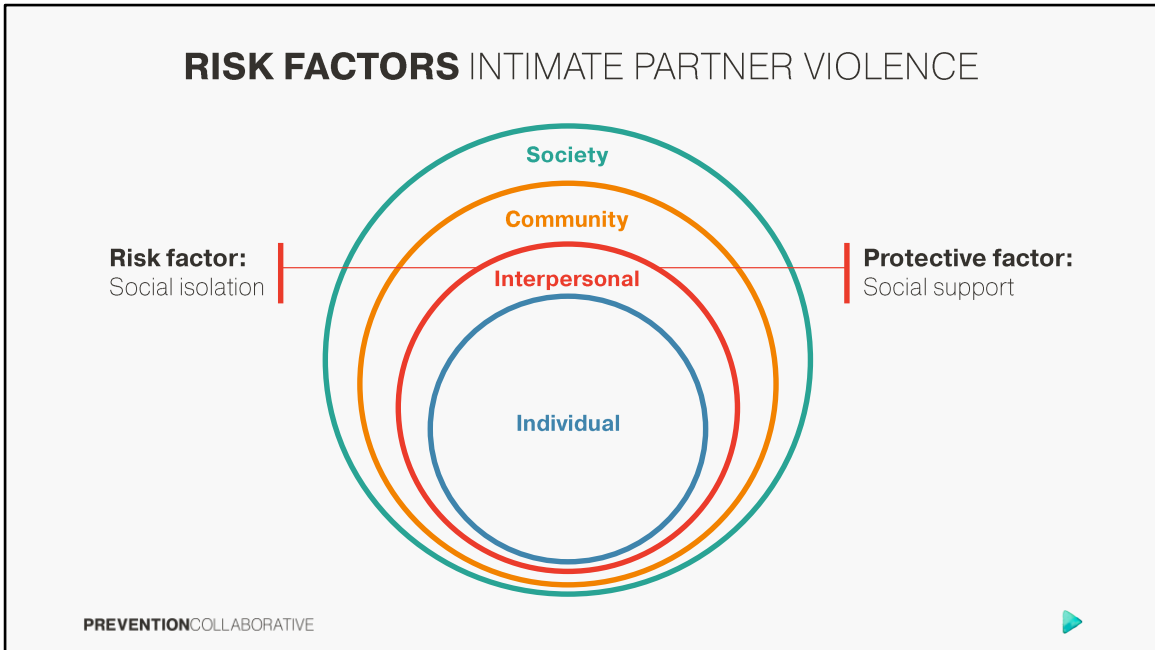 RISK FACTORS INTIMATE PARTNER VIOLENCE
Society
Community
Risk factor:
Social isolation
Interpersonal
Protective factor:
Social support
Individual
PREVENTIONCOLLABORATIVE